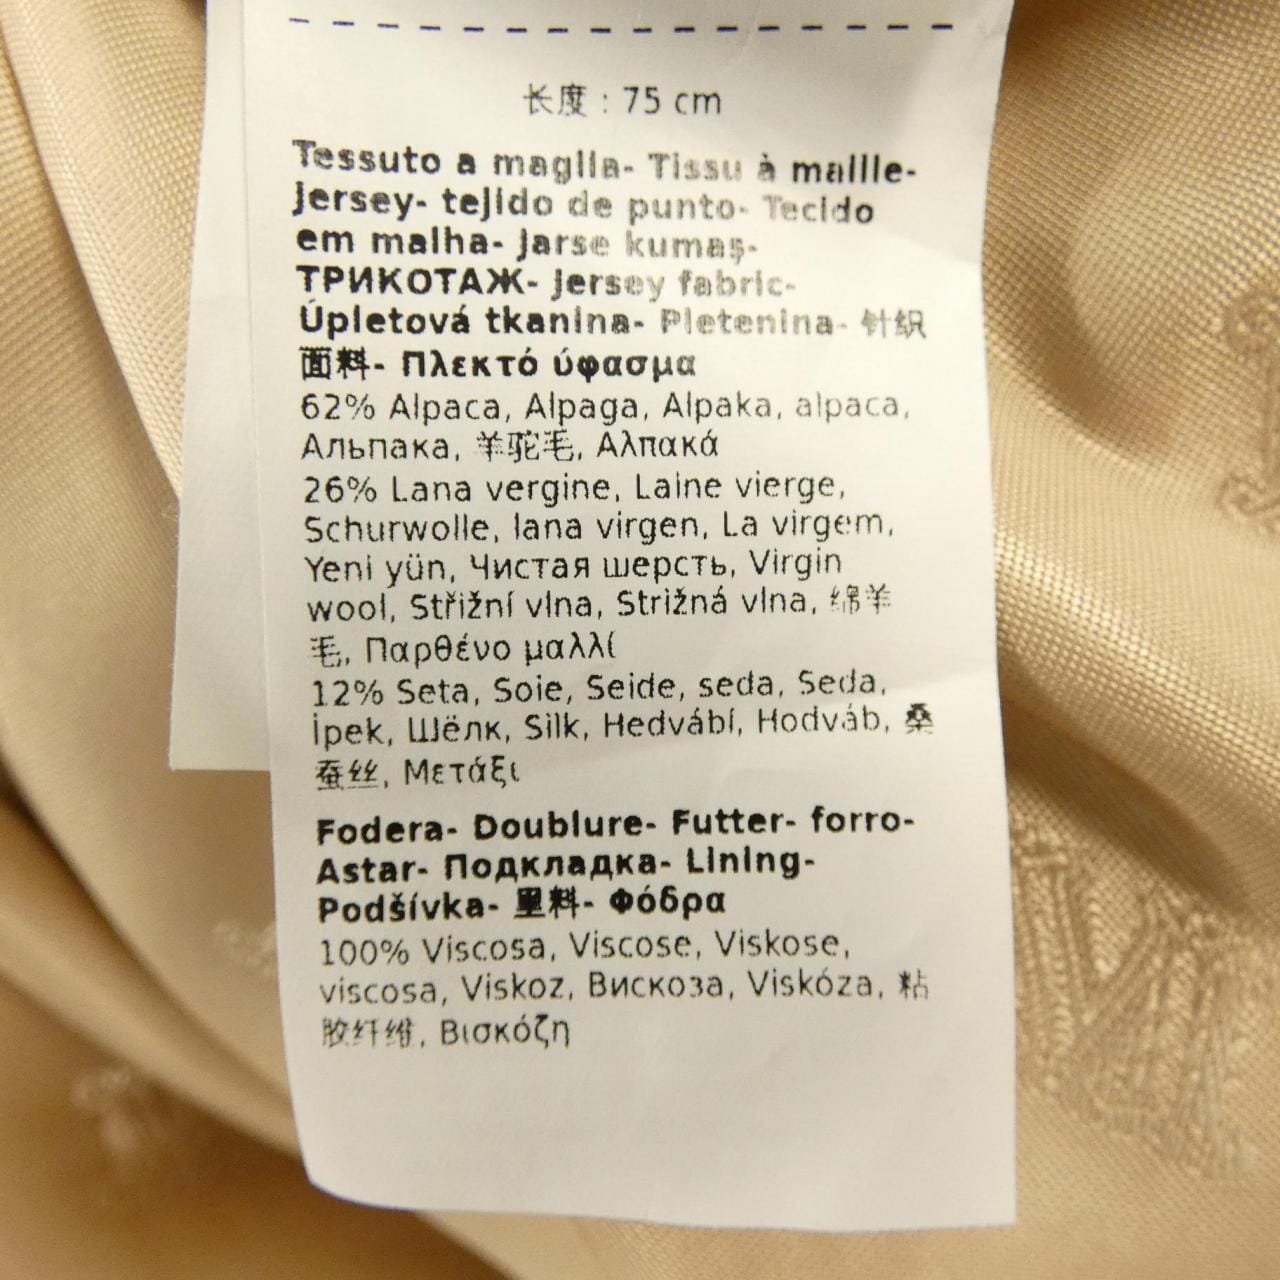 长度 : 75 cm
Tessuto a maglia- Tissu à maille-
Jersey- tejido de punto- Tecido
em malha- Jarse kumaş-
ТРИКОТАЖ- Jersey fabric-
Úpletová tkanina- Pletenina- 针织
面料- Πλεκτό ύφασμα
62% Alpaca, Alpaga, Alpaka, alpaca,
Альпака, 羊驼毛, Αλπακά
26% Lana vergine, Laine vierge,
Schurwolle, lana virgen, La virgem,
Yeni yün, Чистая шерсть, Virgin
wool, Střižní vlna, Strižná vlna, 绵羊
毛, Παρθένο μαλλί
12% Seta, Soie, Seide, seda, Seda,
İpek, Шёлк, Silk, Hedvábí, Hodváb, 桑
蚕丝, Μετάξι
Fodera- Doublure- Futter- forro-
Astar- Подкладка- Lining-
Podšívka- 里料- Φόδρα
100% Viscosa, Viscose, Viskose,
viscosa, Viskoz, Вискоза, Viskóza, 粘
胶纤维, Βισκόζη